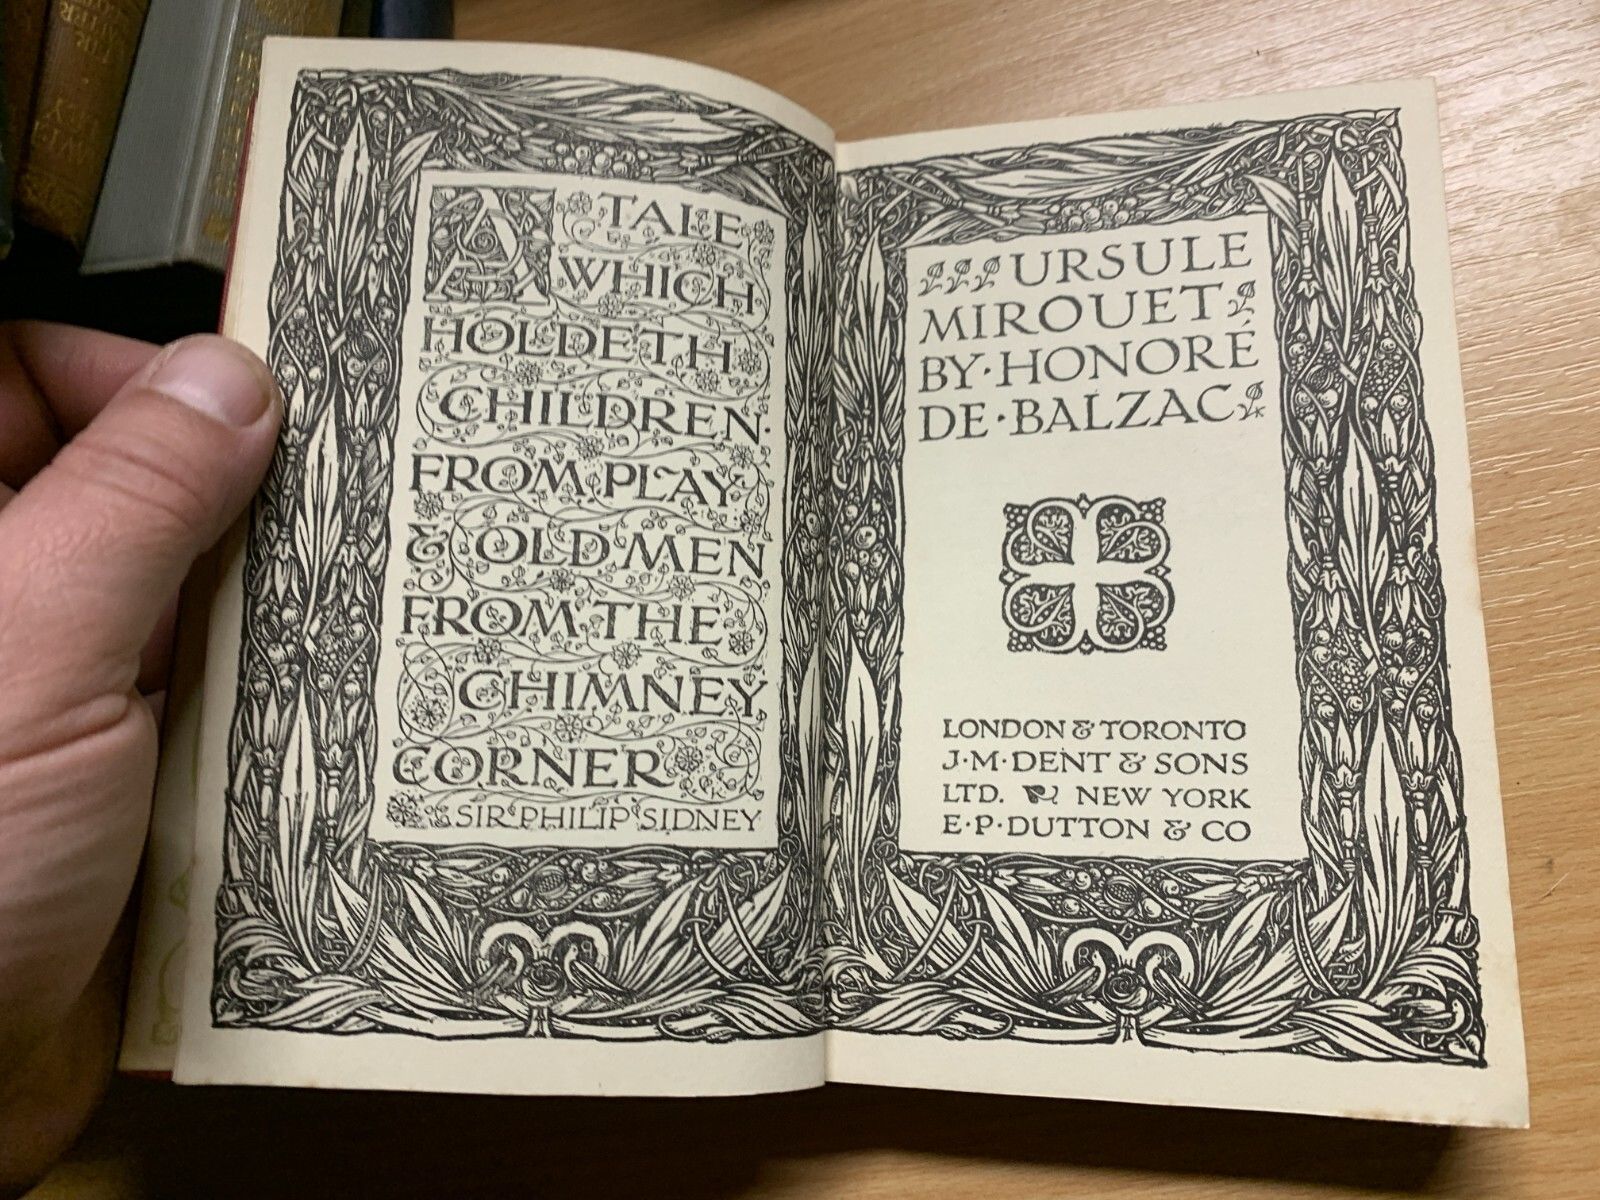 A TALE
WHICH
HOLDETH
CHILDREN
FROM PLAY
& OLD MEN
FROM THE
CHIMNEY
CORNER
SIR PHILIP SIDNEY
URSULE
MIROUET
BY·HONORÉ
DE·BALZAC
LONDON & TORONTO
J·M·DENT & SONS
LTD. NEW YORK
E·P·DUTTON & CO